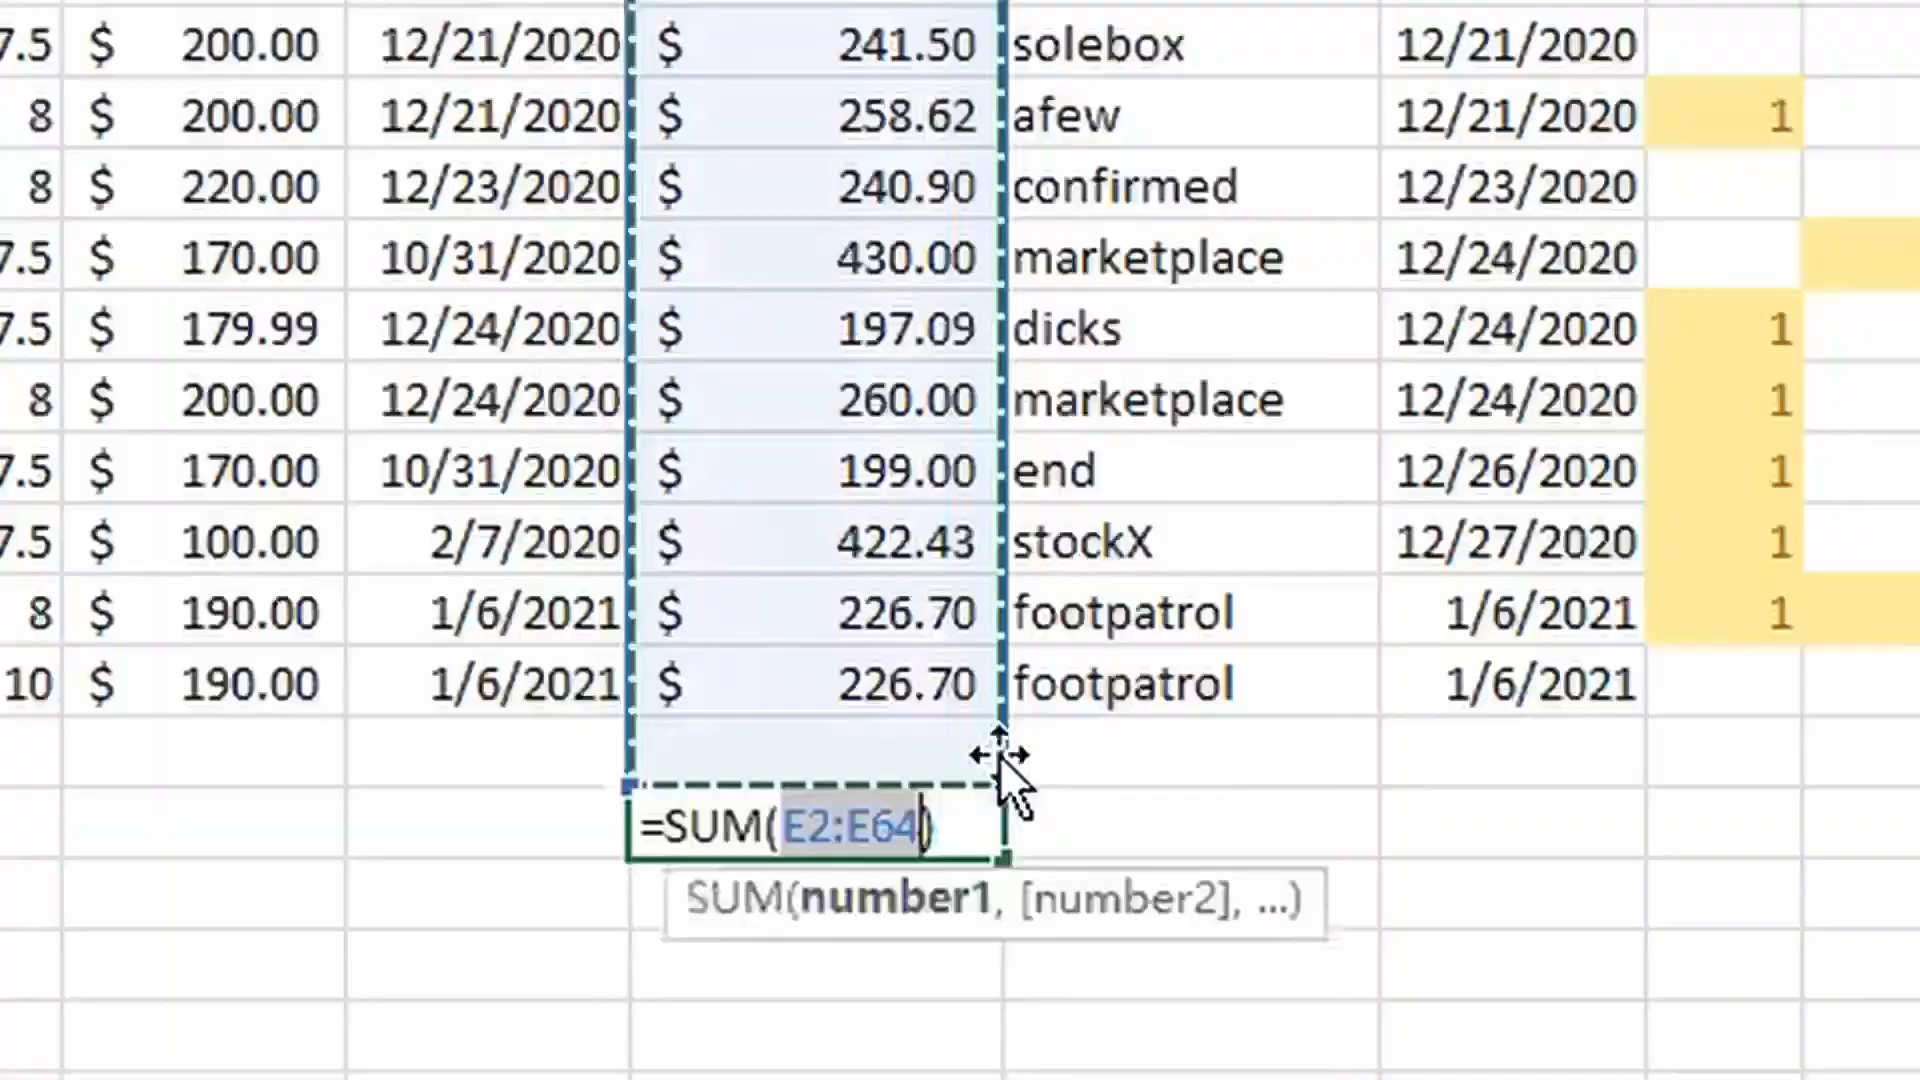 7.5 $ 200.00 12/21/2020 $ 241.50 solebox 12/21/2020
8 $ 200.00 12/21/2020 $ 258.62 afew 12/21/2020 1
8 $ 220.00 12/23/2020 $ 240.90 confirmed 12/23/2020
7.5 $ 170.00 10/31/2020 $ 430.00 marketplace 12/24/2020
7.5 $ 179.99 12/24/2020 $ 197.09 dicks 12/24/2020 1
8 $ 200.00 12/24/2020 $ 260.00 marketplace 12/24/2020 1
7.5 $ 170.00 10/31/2020 $ 199.00 end 12/26/2020 1
7.5 $ 100.00 2/7/2020 $ 422.43 stockX 12/27/2020 1
8 $ 190.00 1/6/2021 $ 226.70 footpatrol 1/6/2021 1
10 $ 190.00 1/6/2021 $ 226.70 footpatrol 1/6/2021
=SUM(E2:E64)
SUM(number1, [number2], ...)